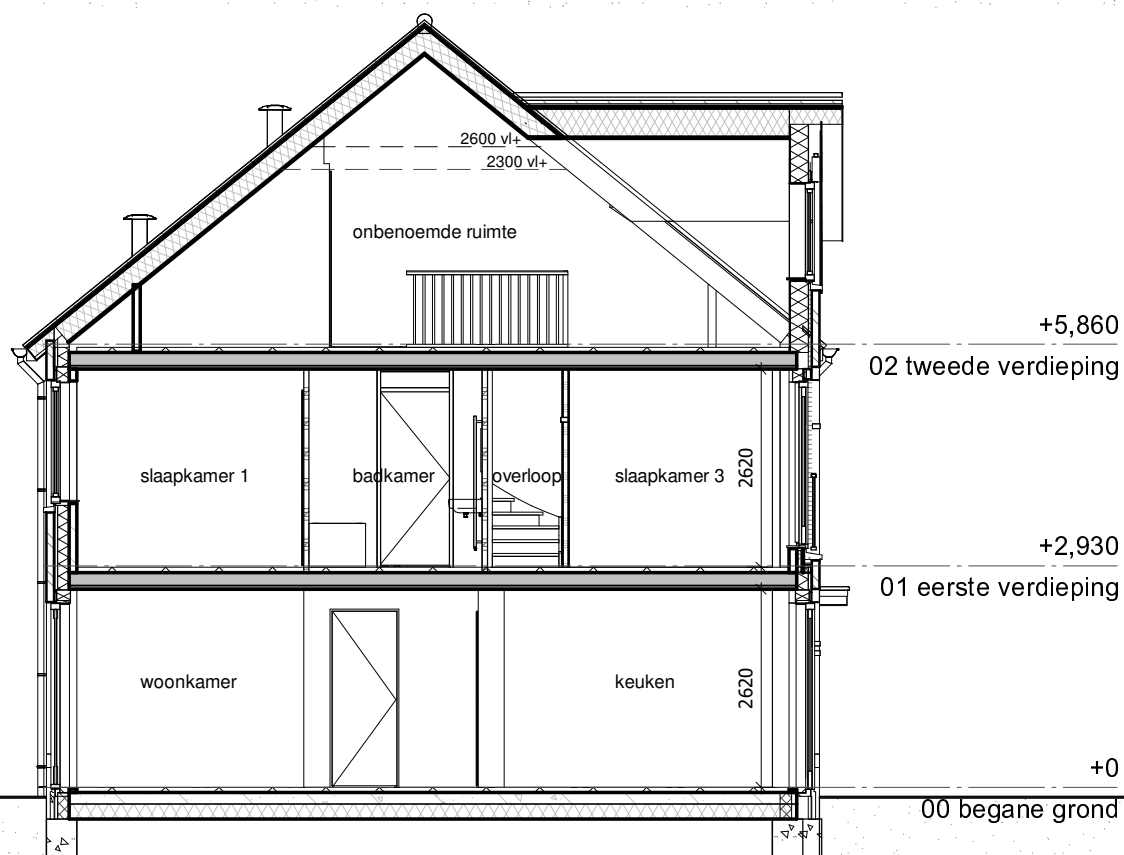 2600 vl+
2300 vl+
onbenoemde ruimte
+5,860
02 tweede verdieping
slaapkamer 1
badkamer
overloop
slaapkamer 3
2620
+2,930
01 eerste verdieping
woonkamer
keuken
2620
+0
00 begane grond